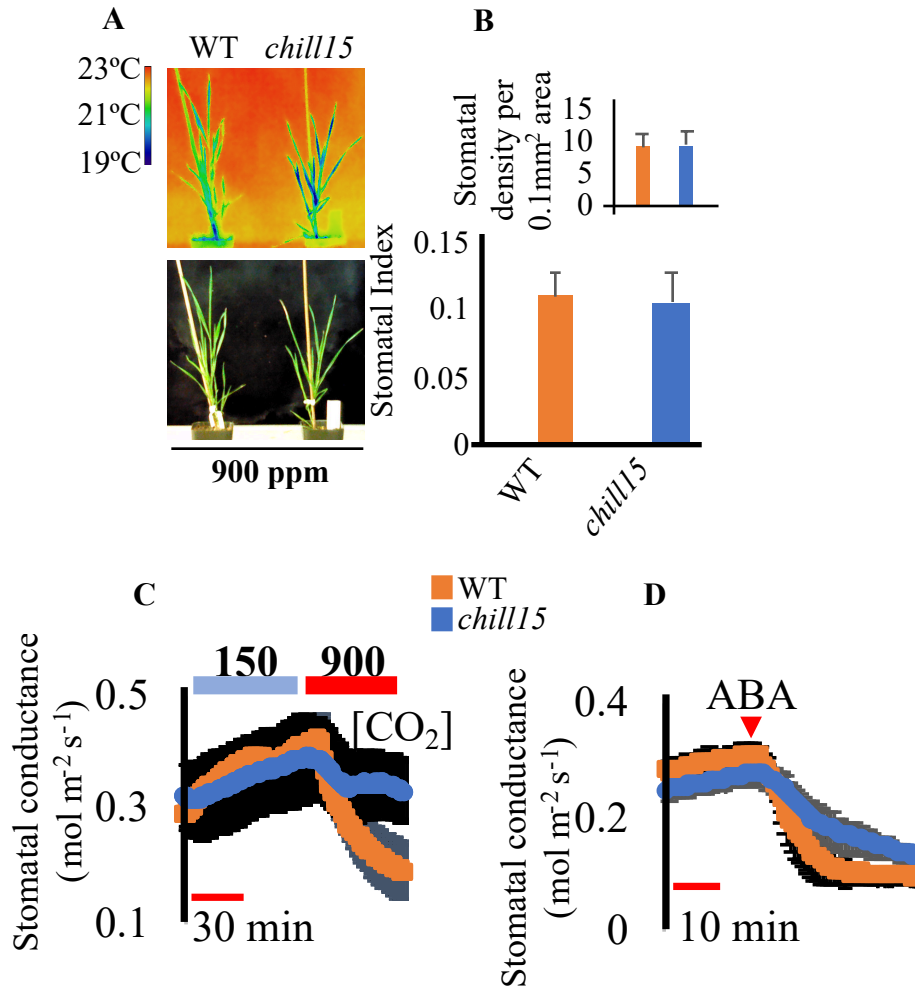 A
WT chill15
23ºC
21ºC
19ºC
900 ppm
B
Stomatal
density per
0.1mm² area
15
10
5
0
Stomatal Index
0.15
0.1
0.05
0
WT
chill15
WT
chill15
C
Stomatal conductance
(mol m⁻² s⁻¹)
0.5
0.3
0.1
150 900
[CO₂]
30 min
D
Stomatal conductance
(mol m⁻² s⁻¹)
0.4
0.2
0
ABA
10 min